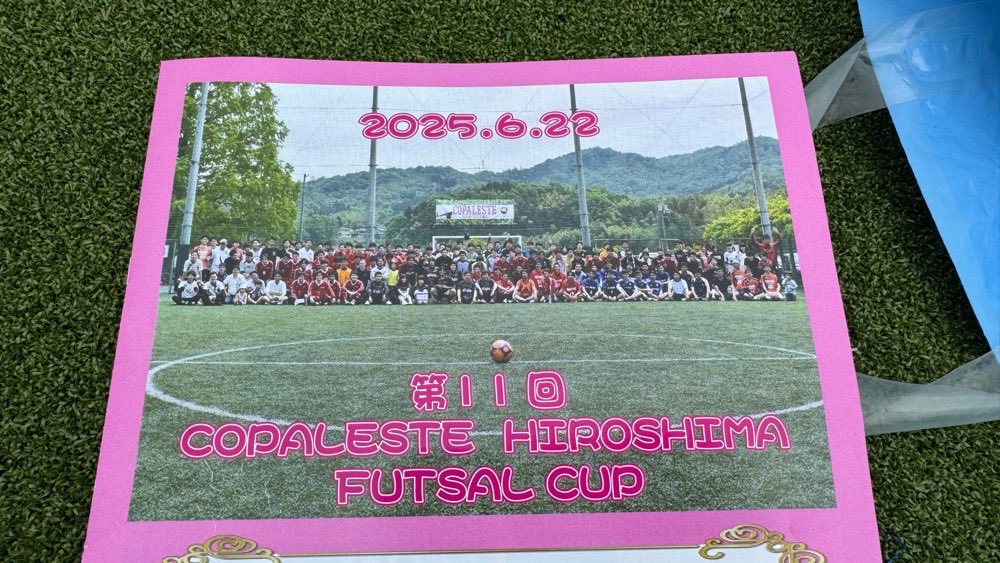 2025.6.22
COPALESTE
第11回
COPALESTE HIROSHIMA
FUTSAL CUP